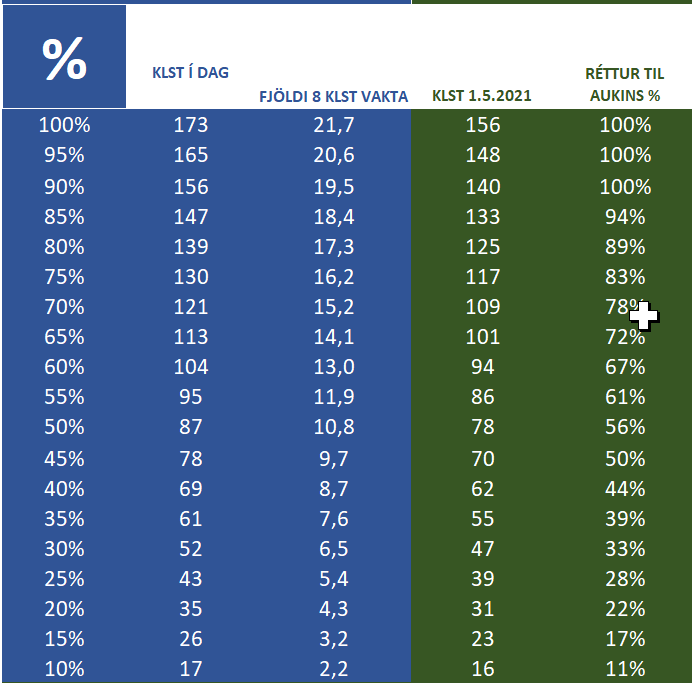 %
KLST Í DAG
FJÖLDI 8 KLST VAKTA
KLST 1.5.2021
RÉTTUR TIL
AUKINS %
100% 173 21,7 156 100%
95% 165 20,6 148 100%
90% 156 19,5 140 100%
85% 147 18,4 133 94%
80% 139 17,3 125 89%
75% 130 16,2 117 83%
70% 121 15,2 109 78%
65% 113 14,1 101 72%
60% 104 13,0 94 67%
55% 95 11,9 86 61%
50% 87 10,8 78 56%
45% 78 9,7 70 50%
40% 69 8,7 62 44%
35% 61 7,6 55 39%
30% 52 6,5 47 33%
25% 43 5,4 39 28%
20% 35 4,3 31 22%
15% 26 3,2 23 17%
10% 17 2,2 16 11%